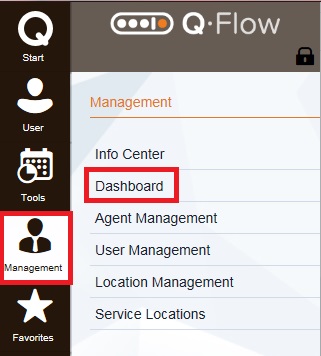 Start
User
Tools
Management
Favorites
Q·Flow
Management
Info Center
Dashboard
Agent Management
User Management
Location Management
Service Locations